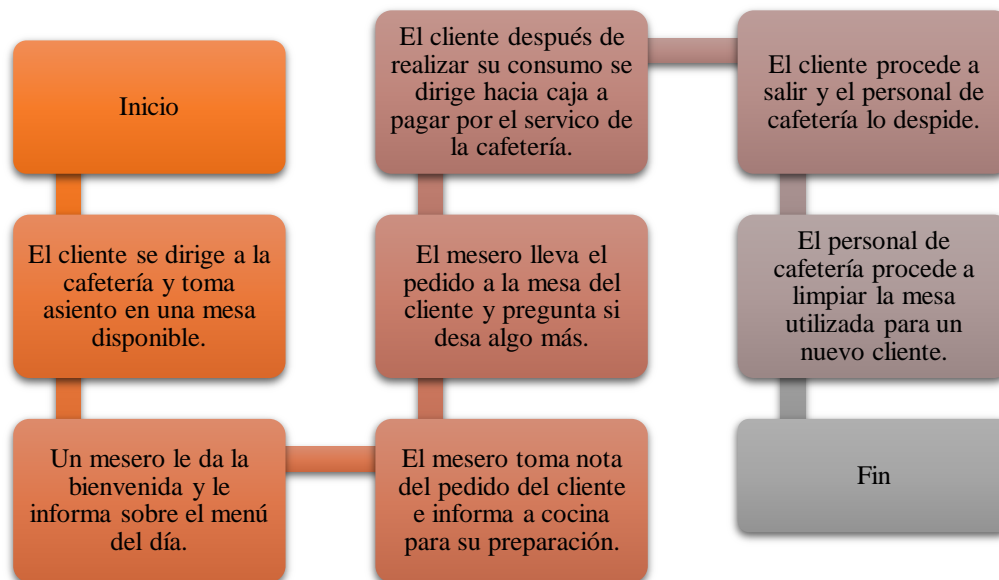 Inicio
El cliente se dirige a la
cafetería y toma
asiento en una mesa
disponible.
Un mesero le da la
bienvenida y le
informa sobre el menú
del día.
El mesero toma nota
del pedido del cliente
e informa a cocina
para su preparación.
El mesero lleva el
pedido a la mesa del
cliente y pregunta si
desa algo más.
El cliente después de
realizar su consumo se
dirige hacia caja a
pagar por el servico de
la cafetería.
El cliente procede a
salir y el personal de
cafetería lo despide.
El personal de
cafetería procede a
limpiar la mesa
utilizada para un
nuevo cliente.
Fin